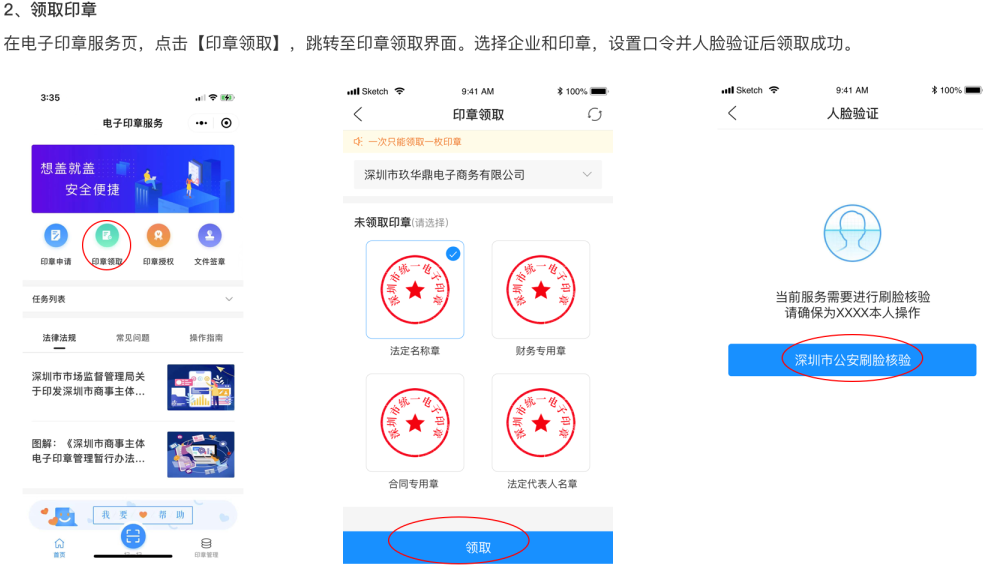 2、领取印章
在电子印章服务页，点击【印章领取】，跳转至印章领取界面。选择企业和印章，设置口令并人脸验证后领取成功。
3:35
电子印章服务
想盖就盖
安全便捷
印章申请 印章领取 印章授权 文件签章
任务列表
法律法规 常见问题 操作指南
深圳市市场监督管理局关
于印发深圳市商事主体...
图解：《深圳市商事主体
电子印章管理暂行办法...
我要帮助
首页
印章管理
Sketch 9:41 AM 100%
印章领取
一次只能领取一枚印章
深圳市玖华鼎电子商务有限公司
未领取印章(请选择)
深圳市统一电子印章
深圳市统一电子印章
法定名称章 财务专用章
深圳市统一电子印章
深圳市统一电子印章
合同专用章 法定代表人名章
领取
Sketch 9:41 AM 100%
人脸验证
当前服务需要进行刷脸核验
请确保为XXXX本人操作
深圳市公安刷脸核验